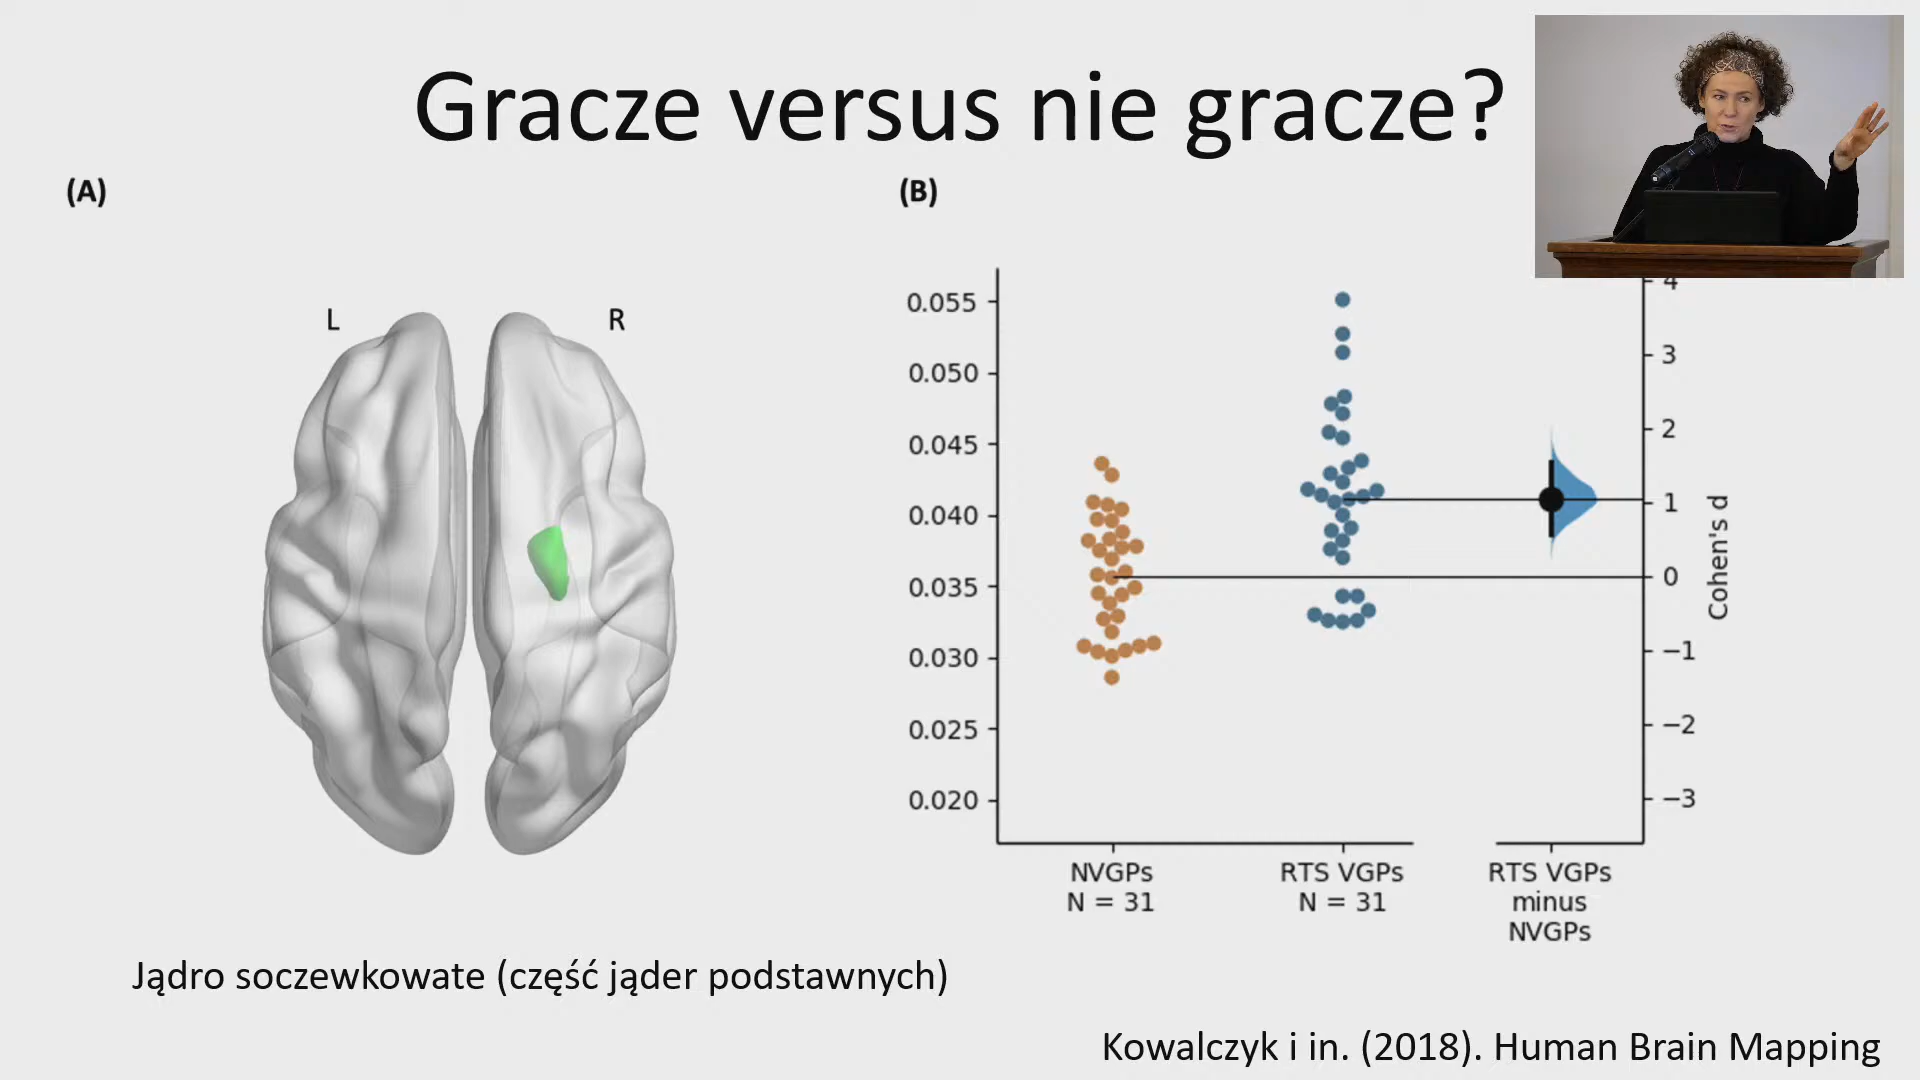 Gracze versus nie gracze?
(A)
(B)
L
R
0.055
0.050
0.045
0.040
0.035
0.030
0.025
0.020
4
3
2
1
0
−1
−2
−3
Cohen's d
NVGPs
N = 31
RTS VGPs
N = 31
RTS VGPs
minus
NVGPs
Jądro soczewkowate (część jąder podstawnych)
Kowalczyk i in. (2018). Human Brain Mapping